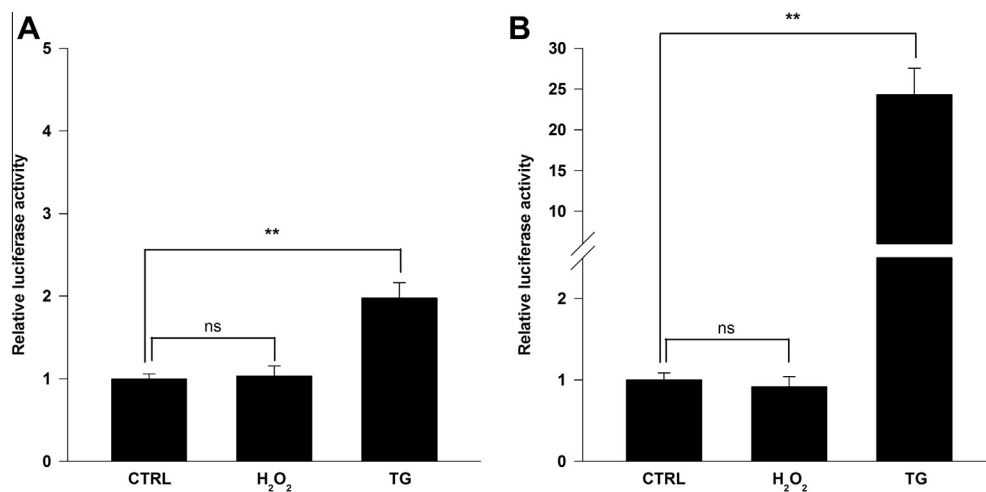 A
Relative luciferase activity
5
4
3
2
1
0
**
ns
CTRL
H₂O₂
TG
B
Relative luciferase activity
30
25
20
15
10
2
1
0
**
ns
CTRL
H₂O₂
TG